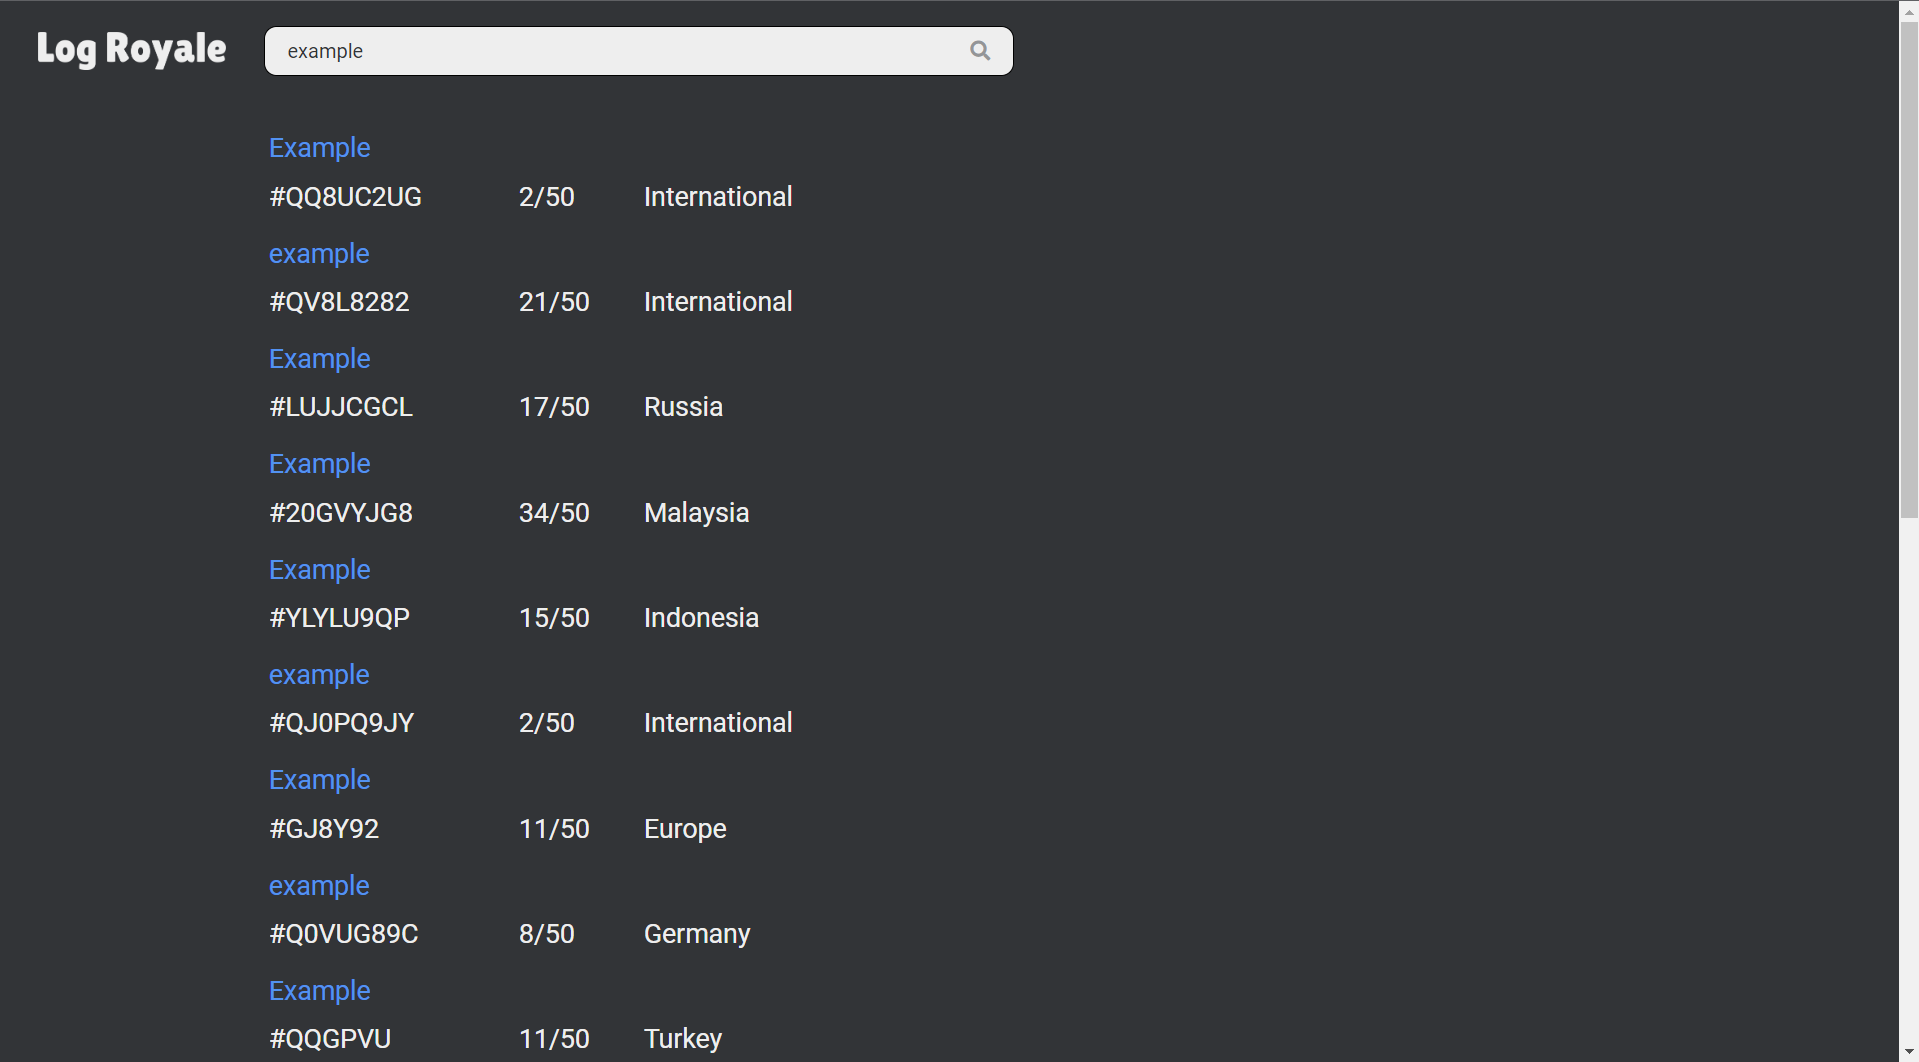 Log Royale
example
Example
#QQ8UC2UG 2/50 International
example
#QV8L8282 21/50 International
Example
#LUJJCGCL 17/50 Russia
Example
#20GVYJG8 34/50 Malaysia
Example
#YLYLU9QP 15/50 Indonesia
example
#QJ0PQ9JY 2/50 International
Example
#GJ8Y92 11/50 Europe
example
#Q0VUG89C 8/50 Germany
Example
#QQGPVU 11/50 Turkey